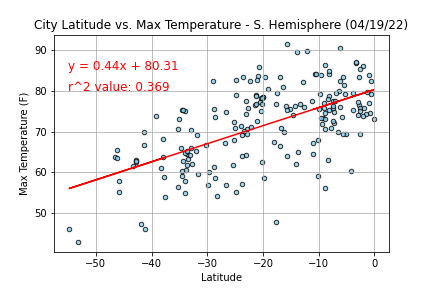 City Latitude vs. Max Temperature - S. Hemisphere (04/19/22)
y = 0.44x + 80.31
r^2 value: 0.369
Max Temperature (F)
90
80
70
60
50
−50 −40 −30 −20 −10 0
Latitude